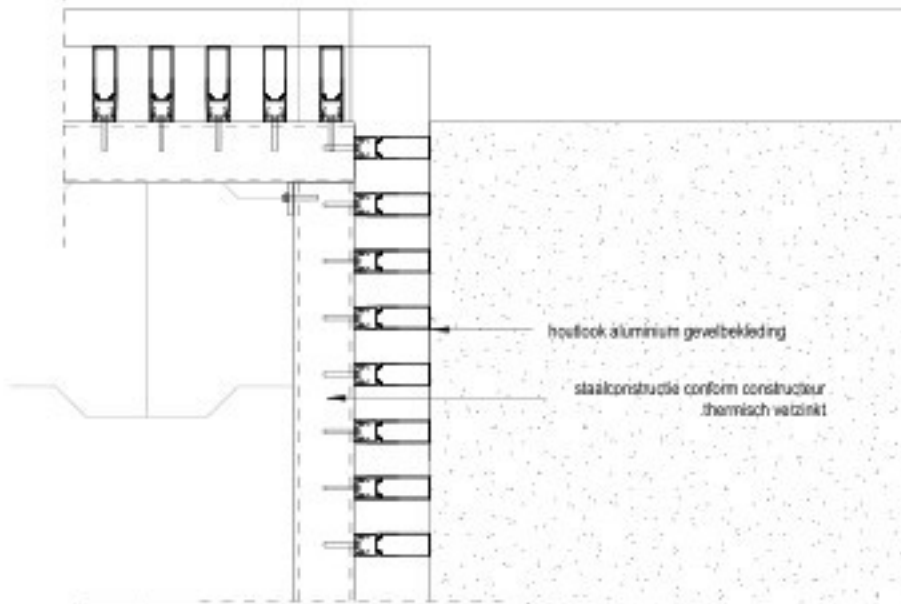 houtlook aluminium gevelbekleding
staalconstructie conform constructeur
thermisch verzinkt